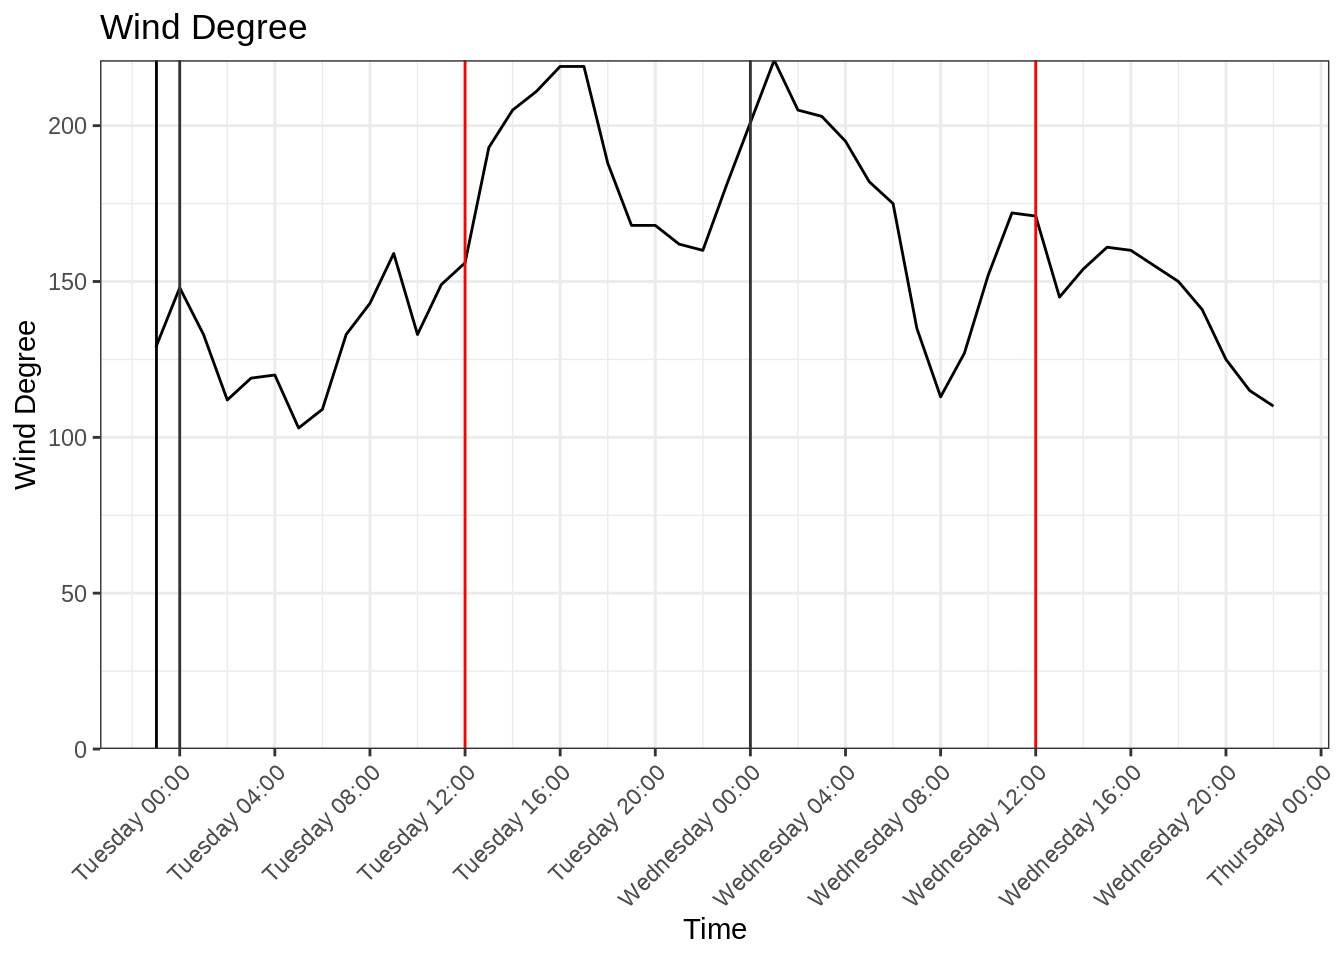 Wind Degree
Wind Degree
200
150
100
50
0
Tuesday 00:00
Tuesday 04:00
Tuesday 08:00
Tuesday 12:00
Tuesday 16:00
Tuesday 20:00
Wednesday 00:00
Wednesday 04:00
Wednesday 08:00
Wednesday 12:00
Wednesday 16:00
Wednesday 20:00
Thursday 00:00
Time